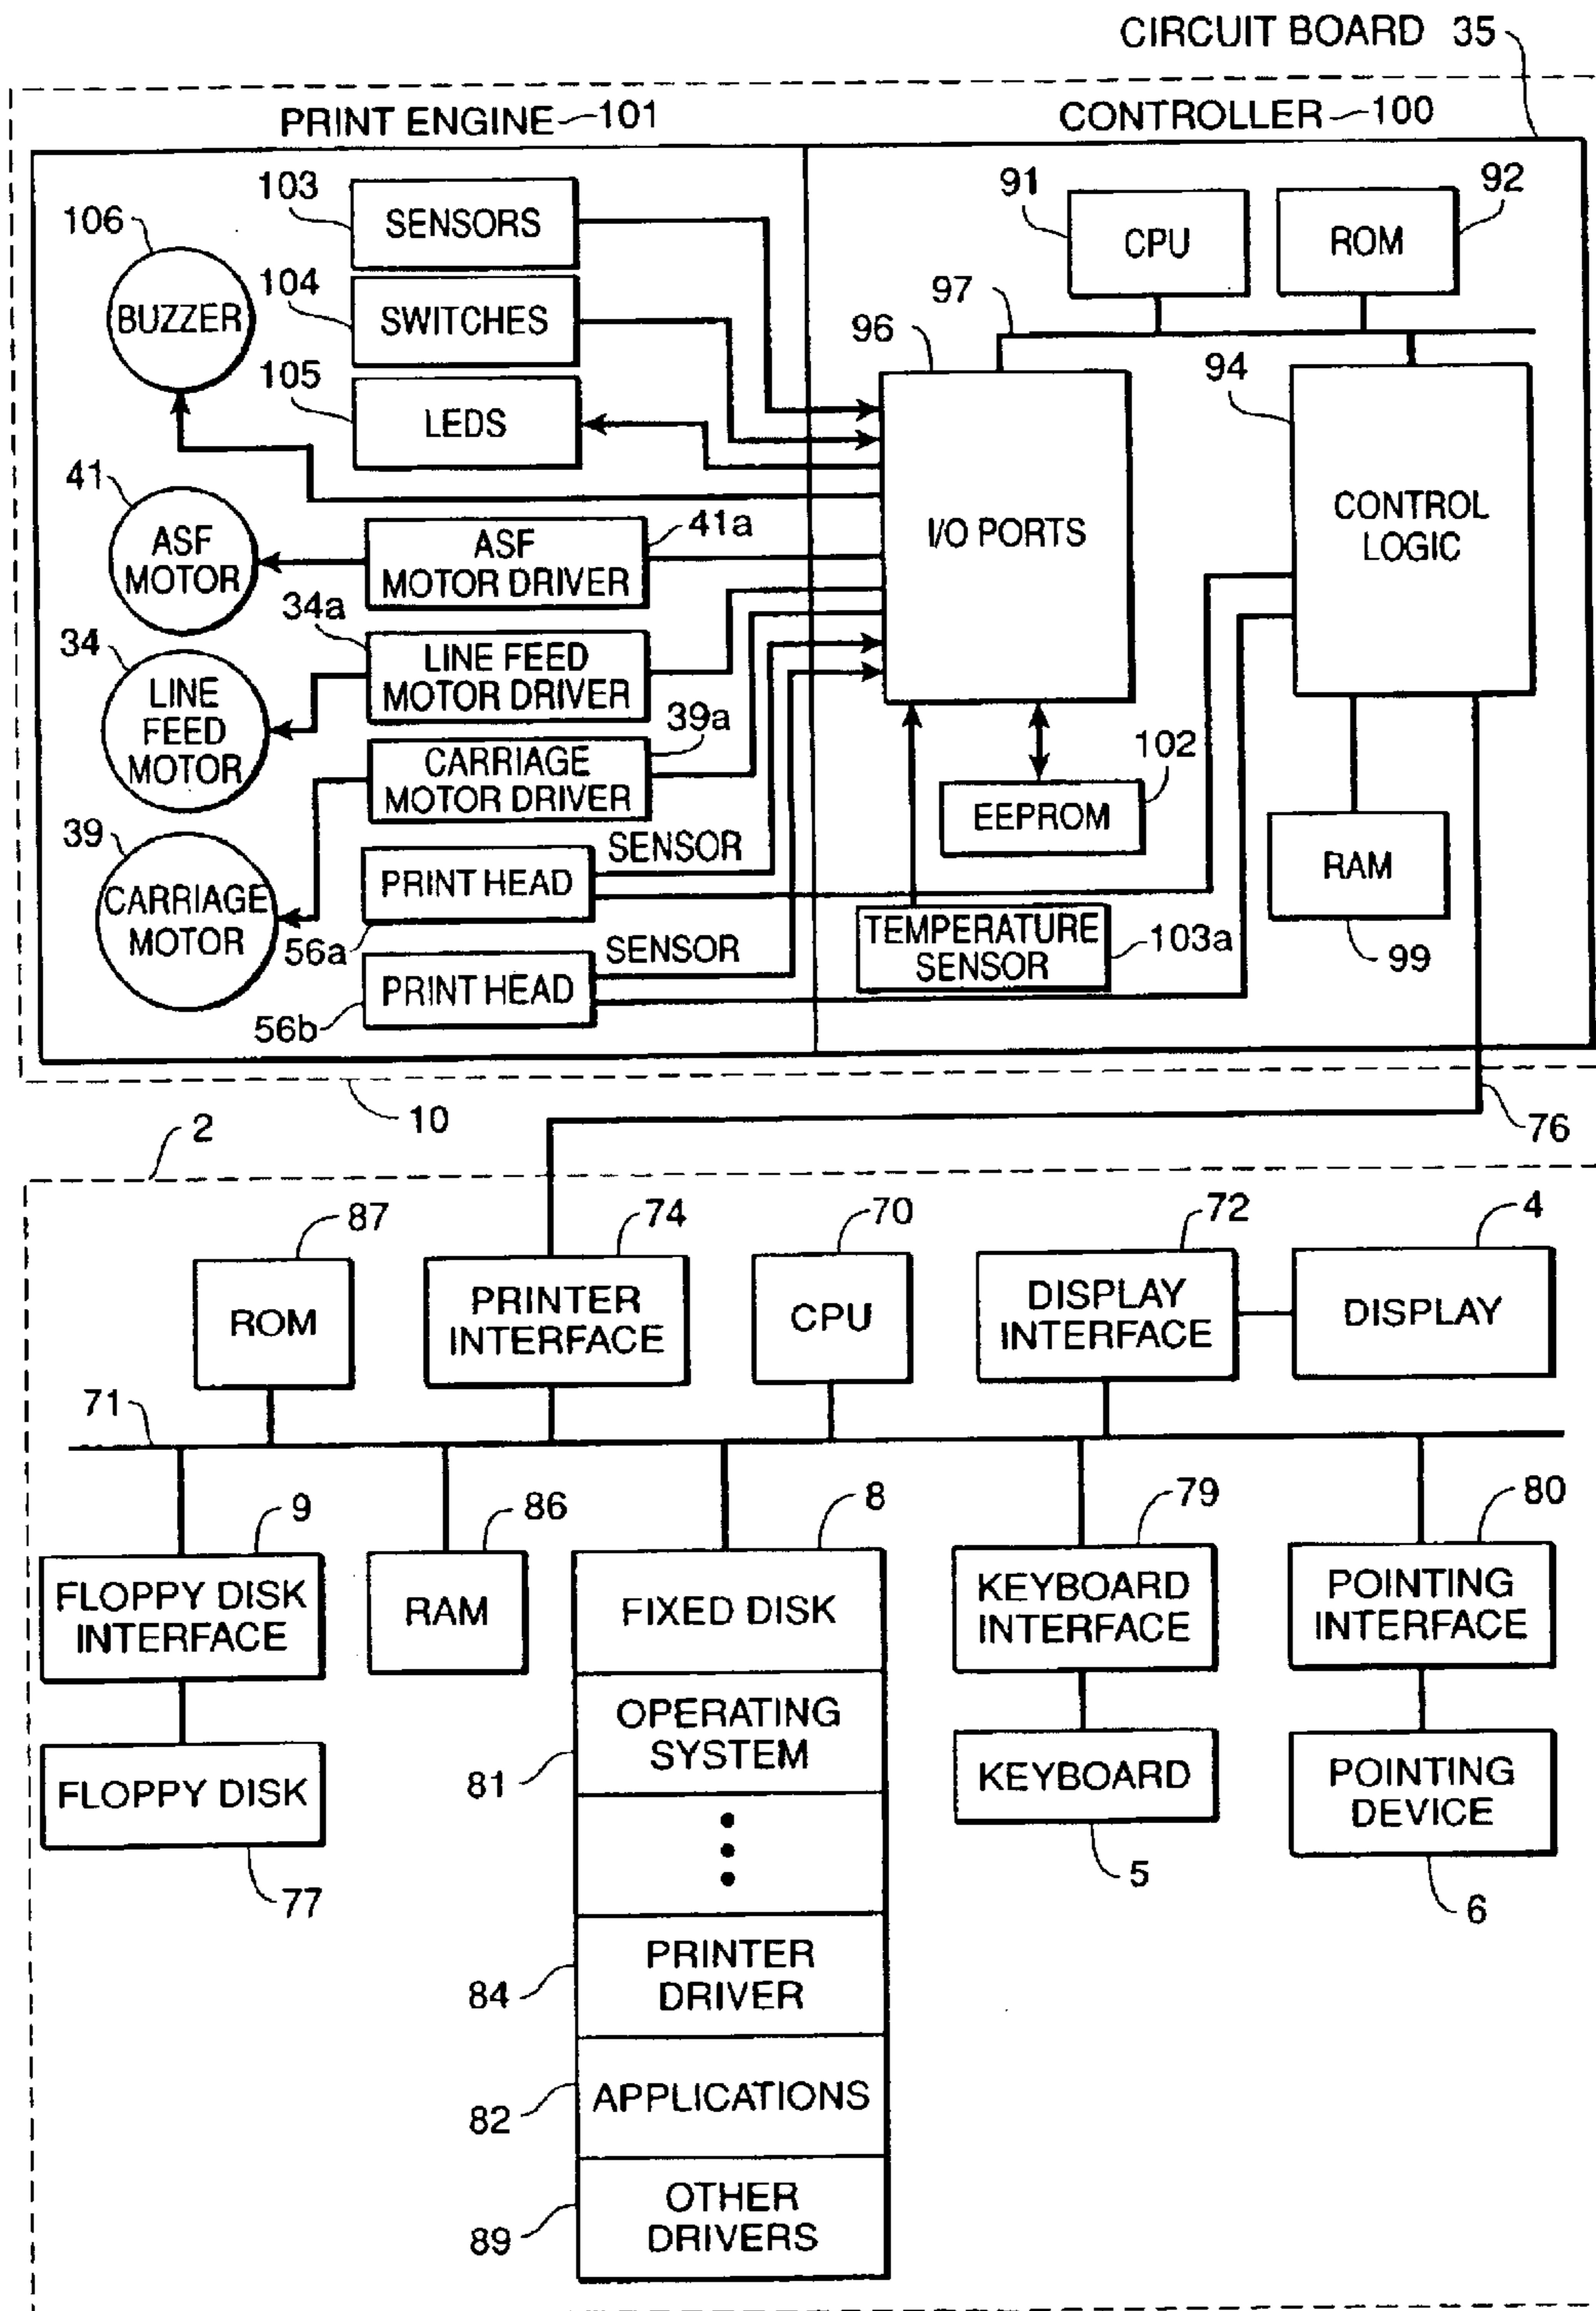 CIRCUIT BOARD 35
PRINT ENGINE 101
CONTROLLER 100
103
SENSORS
106
BUZZER
104
SWITCHES
105
LEDS
41
ASF
MOTOR
ASF
MOTOR DRIVER
41a
34
LINE
FEED
MOTOR
34a
LINE FEED
MOTOR DRIVER
39a
CARRIAGE
MOTOR DRIVER
39
CARRIAGE
MOTOR
PRINT HEAD
SENSOR
56a
PRINT HEAD
SENSOR
56b
91
CPU
92
ROM
97
96
I/O PORTS
94
CONTROL
LOGIC
102
EEPROM
TEMPERATURE
SENSOR
103a
RAM
99
10
76
2
87
ROM
74
PRINTER
INTERFACE
70
CPU
72
DISPLAY
INTERFACE
4
DISPLAY
71
9
FLOPPY DISK
INTERFACE
FLOPPY DISK
77
86
RAM
8
FIXED DISK
OPERATING
SYSTEM
81
PRINTER
DRIVER
84
APPLICATIONS
82
OTHER
DRIVERS
89
79
KEYBOARD
INTERFACE
KEYBOARD
5
80
POINTING
INTERFACE
POINTING
DEVICE
6